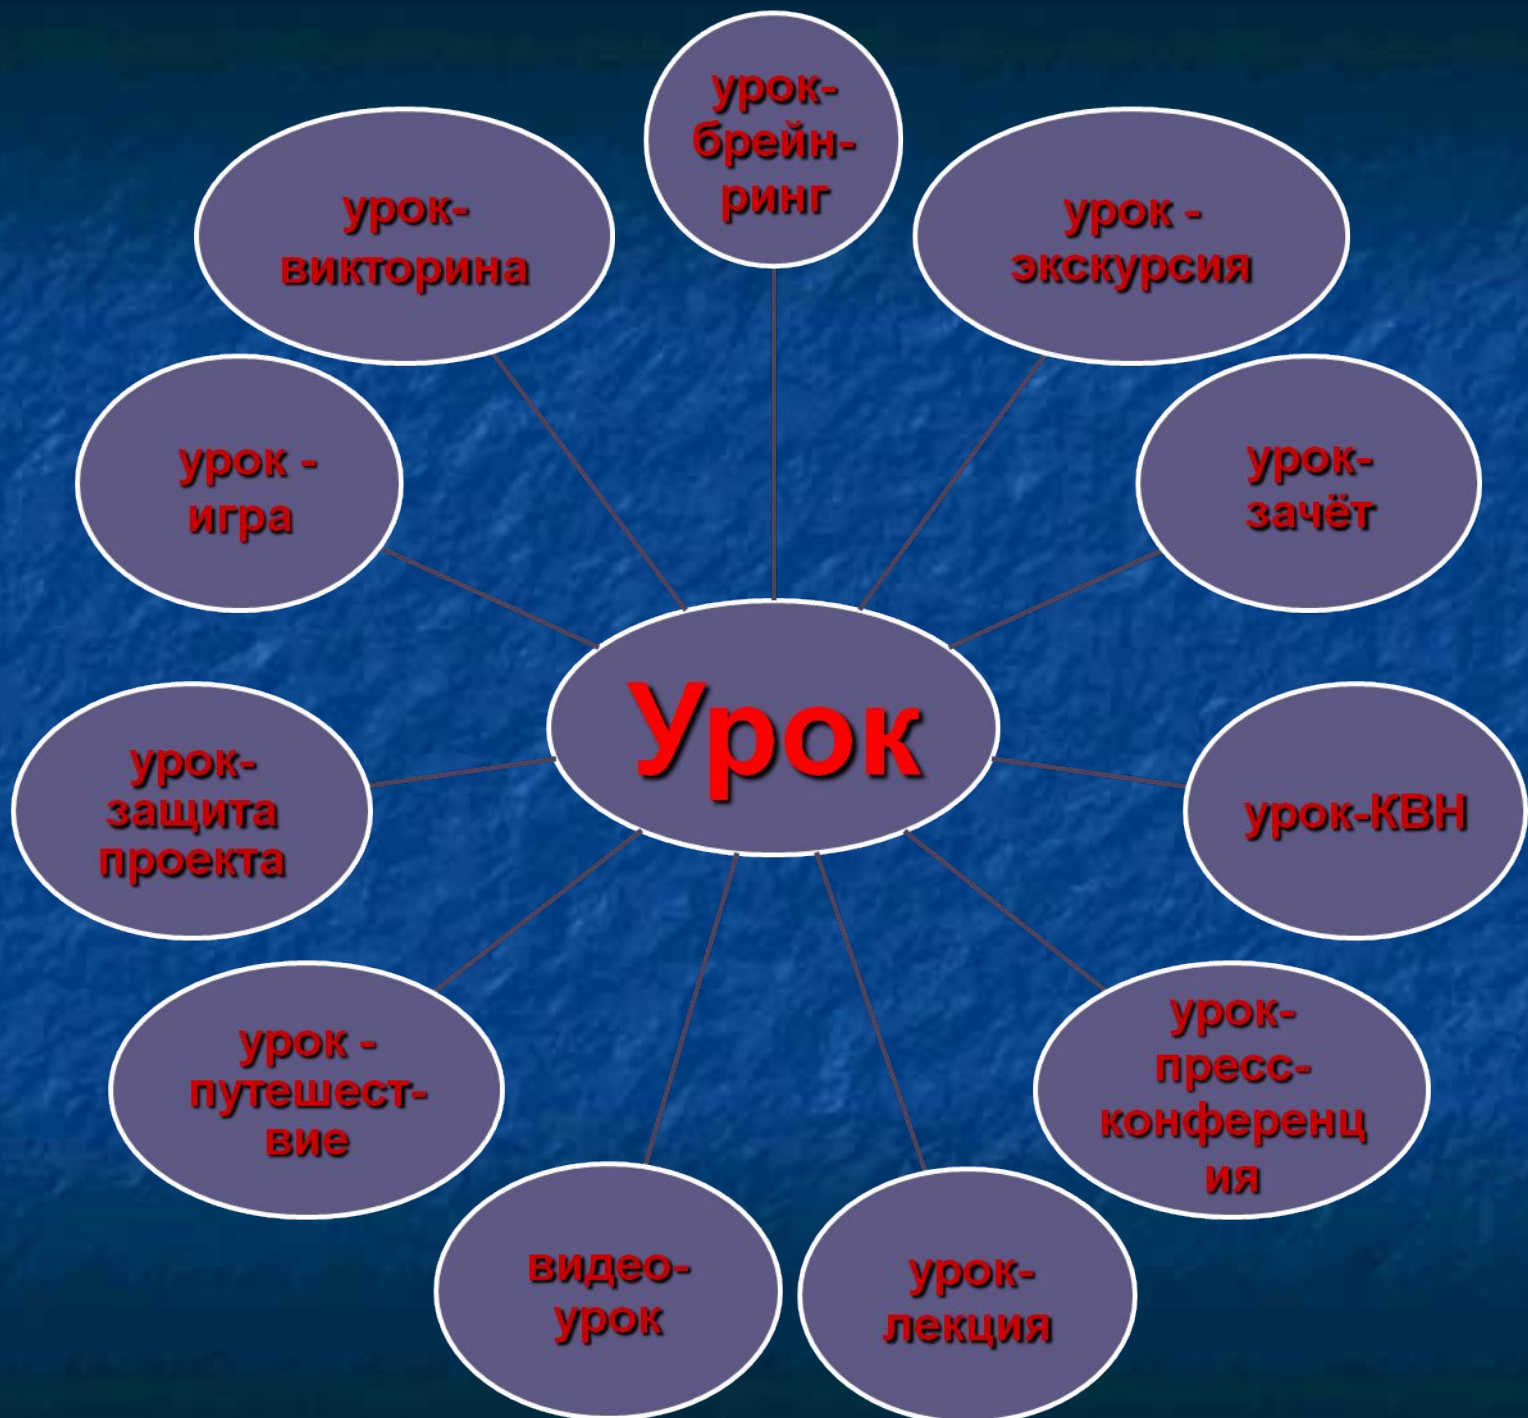 урок-
брейн-
ринг
урок -
экскурсия
урок-
зачёт
урок-КВН
урок-
пресс-
конференц
ия
урок-
лекция
видео-
урок
урок -
путешест-
вие
урок-
защита
проекта
урок -
игра
урок-
викторина
Урок